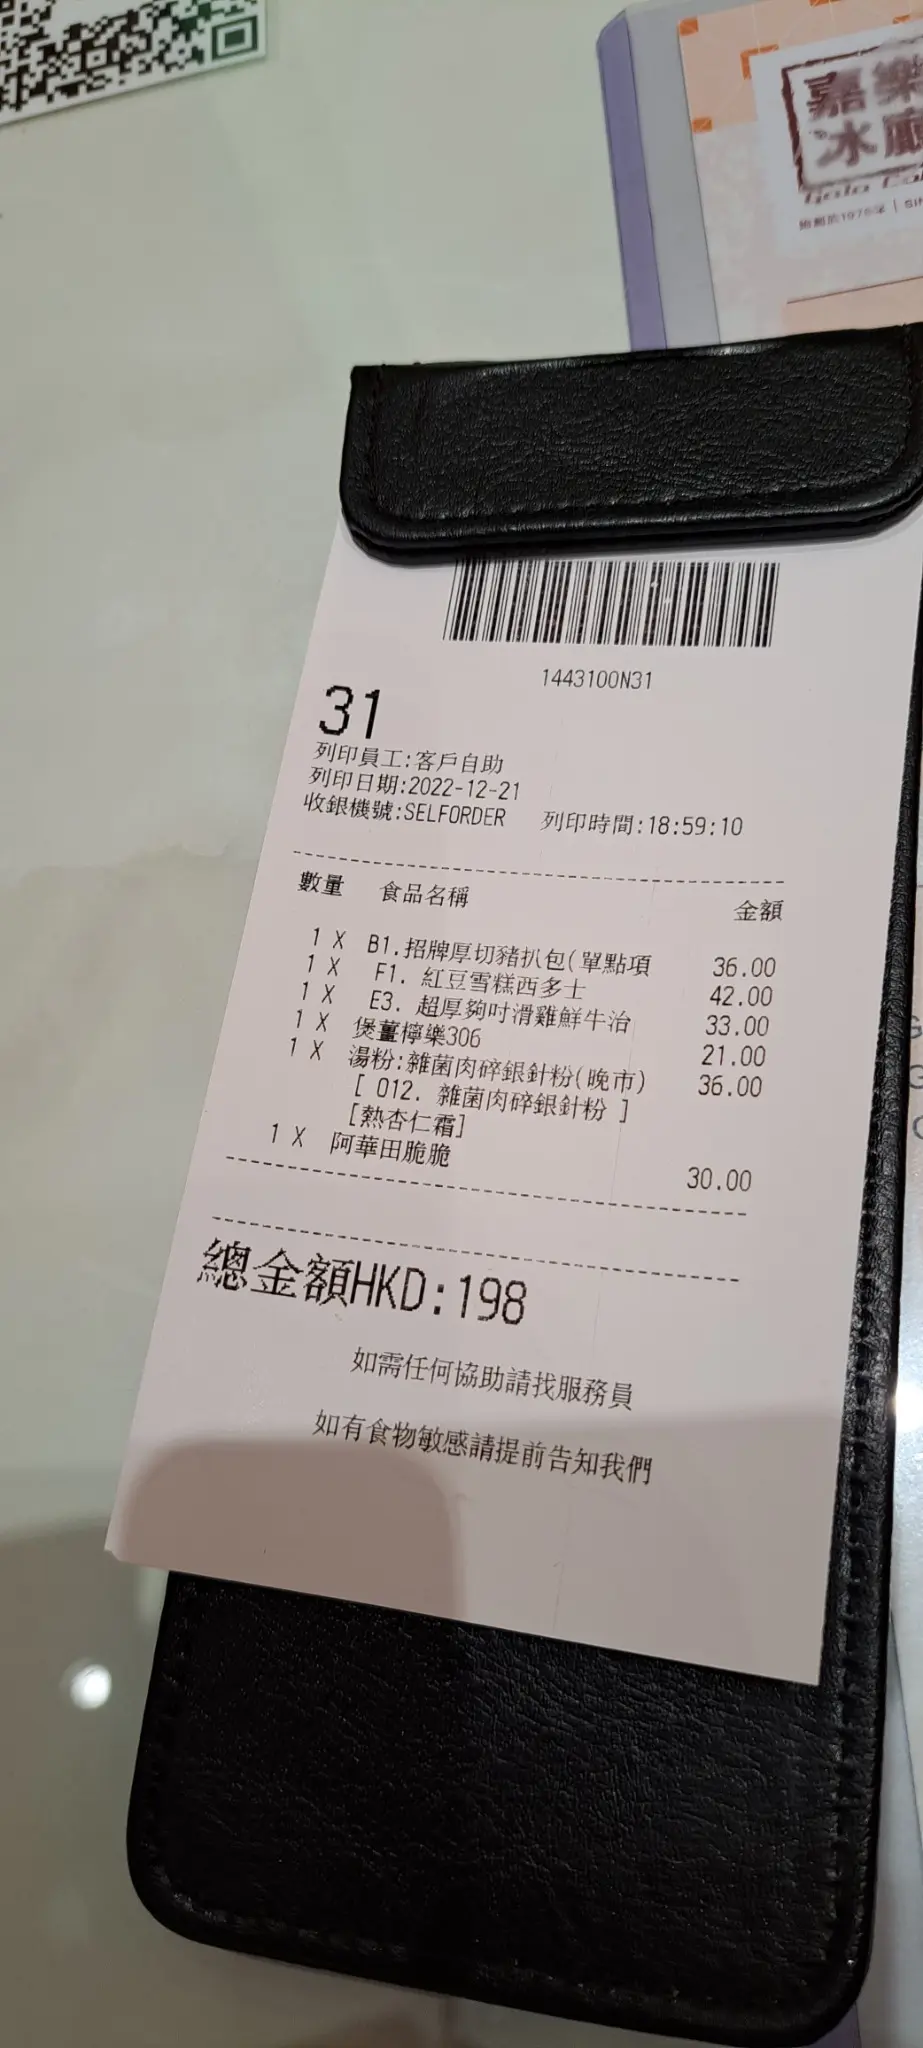 嘉樂
冰廳
1443100N31
31
列印員工:客戶自助
列印日期:2022-12-21
收銀機號:SELFORDER 列印時間:18:59:10
數量 食品名稱 金額
1 X B1.招牌厚切豬扒包(單點項 36.00
1 X F1. 紅豆雪糕西多士 42.00
1 X E3. 超厚夠吋滑雞鮮牛治 33.00
1 X 煲薑檸樂306 21.00
1 X 湯粉:雜菌肉碎銀針粉(晚市) 36.00
[ O12. 雜菌肉碎銀針粉 ]
[熱杏仁霜]
1 X 阿華田脆脆 30.00
總金額HKD:198
如需任何協助請找服務員
如有食物敏感請提前告知我們